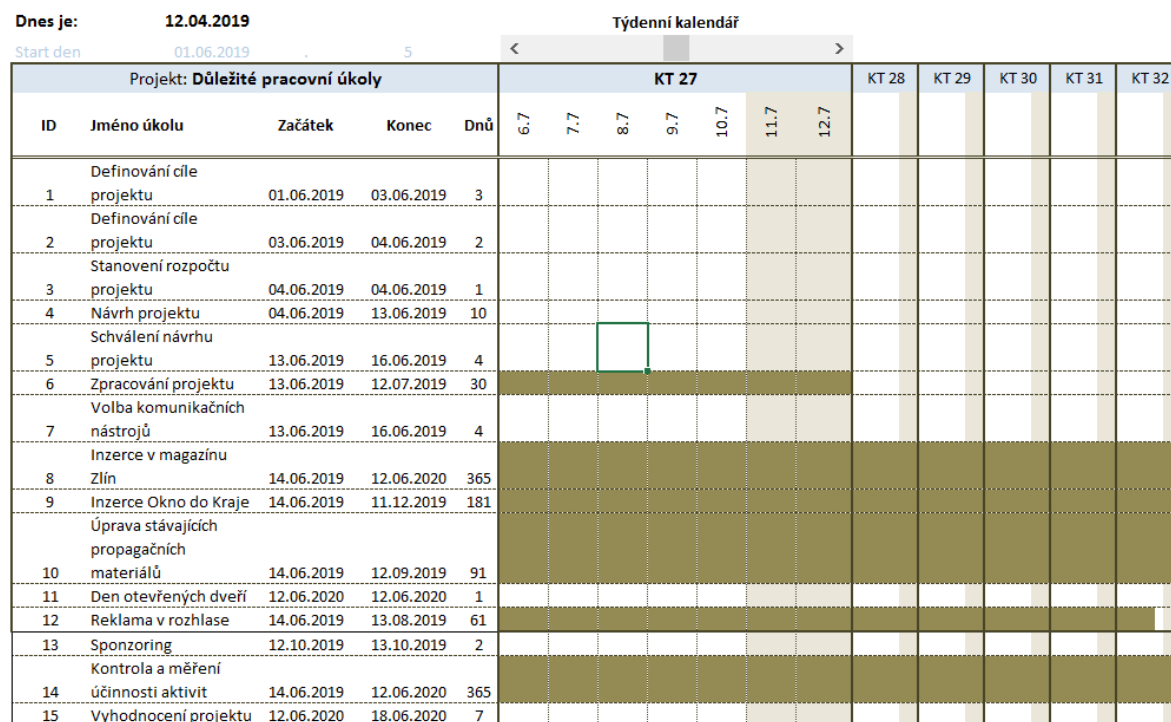 Dnes je: 12.04.2019 Týdenní kalendář
Start den 01.06.2019 . 5
Projekt: Důležité pracovní úkoly KT 27 KT 28 KT 29 KT 30 KT 31 KT 32
ID Jméno úkolu Začátek Konec Dnů 6.7 7.7 8.7 9.7 10.7 11.7 12.7
Definování cíle
1 projektu 01.06.2019 03.06.2019 3
Definování cíle
2 projektu 03.06.2019 04.06.2019 2
Stanovení rozpočtu
3 projektu 04.06.2019 04.06.2019 1
4 Návrh projektu 04.06.2019 13.06.2019 10
Schválení návrhu
5 projektu 13.06.2019 16.06.2019 4
6 Zpracování projektu 13.06.2019 12.07.2019 30
Volba komunikačních
7 nástrojů 13.06.2019 16.06.2019 4
Inzerce v magazínu
8 Zlín 14.06.2019 12.06.2020 365
9 Inzerce Okno do Kraje 14.06.2019 11.12.2019 181
Úprava stávajících
propagačních
10 materiálů 14.06.2019 12.09.2019 91
11 Den otevřených dveří 12.06.2020 12.06.2020 1
12 Reklama v rozhlase 14.06.2019 13.08.2019 61
13 Sponzoring 12.10.2019 13.10.2019 2
Kontrola a měření
14 účinnosti aktivit 14.06.2019 12.06.2020 365
15 Vyhodnocení projektu 12.06.2020 18.06.2020 7